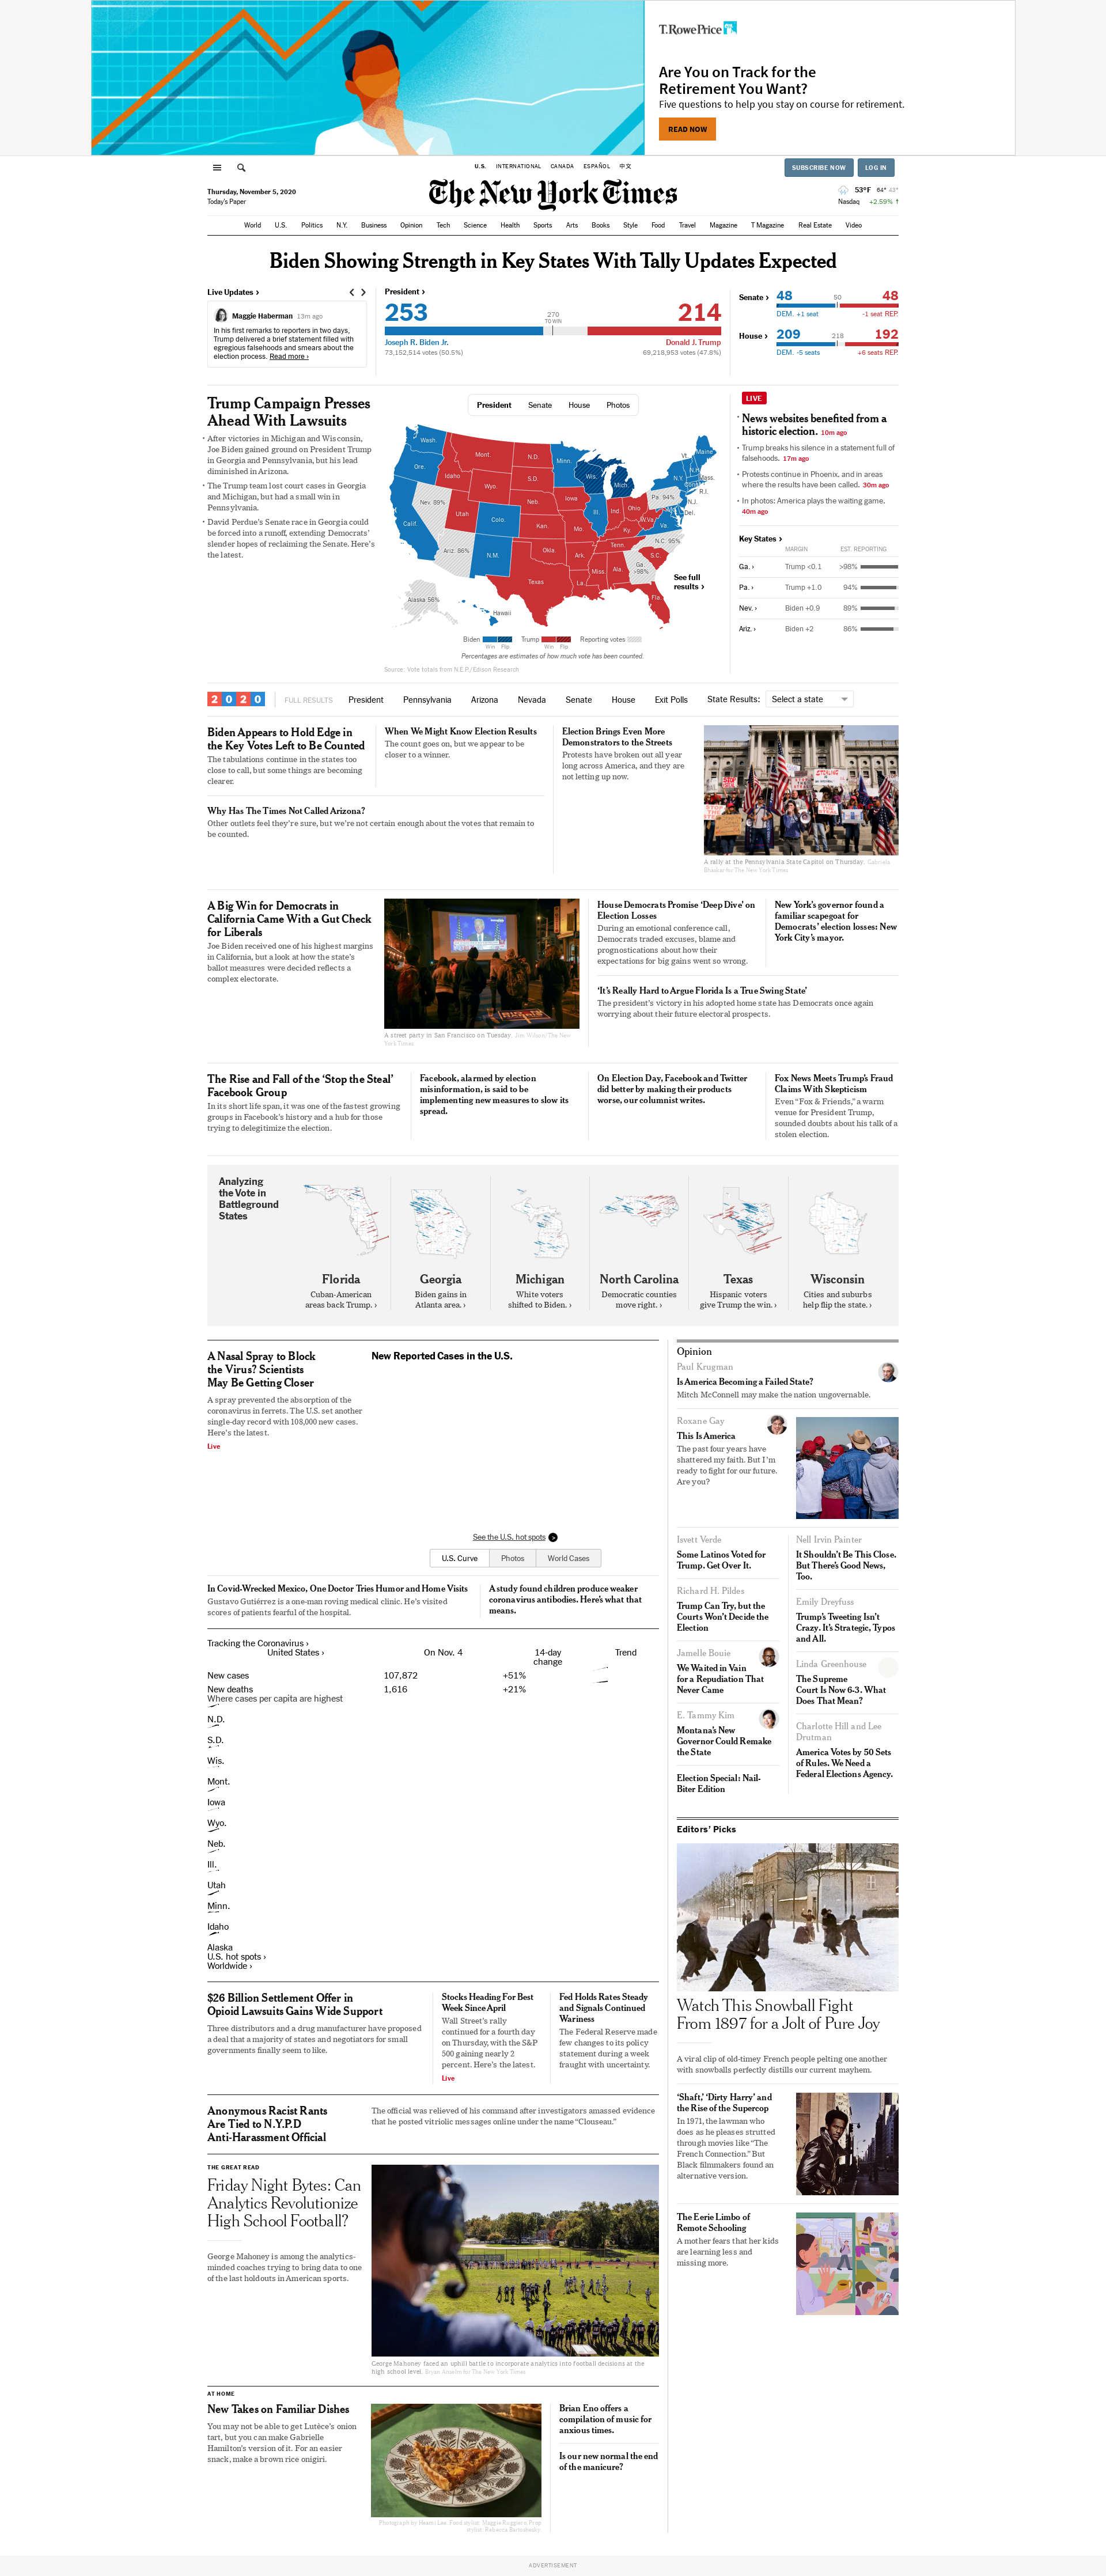 T.RowePrice
Are You on Track for the
Retirement You Want?
Five questions to help you stay on course for retirement.
READ NOW
U.S. INTERNATIONAL CANADA ESPAÑOL 中文
SUBSCRIBE NOW LOG IN
Thursday, November 5, 2020
Today's Paper
The New York Times
53°F 64° 43°
Nasdaq +2.59% ↑
World U.S. Politics N.Y. Business Opinion Tech Science Health Sports Arts Books Style Food Travel Magazine T Magazine Real Estate Video
Biden Showing Strength in Key States With Tally Updates Expected
Live Updates ›
Maggie Haberman 13m ago
In his first remarks to reporters in two days,
Trump delivered a brief statement filled with
egregious falsehoods and smears about the
election process. Read more ›
President ›
253
270
TO WIN
214
Joseph R. Biden Jr.
Donald J. Trump
73,152,514 votes (50.5%)
69,218,953 votes (47.8%)
Senate › 48 50 48
DEM. +1 seat -1 seat REP.
House › 209 218 192
DEM. -5 seats +6 seats REP.
Trump Campaign Presses
Ahead With Lawsuits
• After victories in Michigan and Wisconsin,
Joe Biden gained ground on President Trump
in Georgia and Pennsylvania, but his lead
diminished in Arizona.
• The Trump team lost court cases in Georgia
and Michigan, but had a small win in
Pennsylvania.
• David Perdue's Senate race in Georgia could
be forced into a runoff, extending Democrats'
slender hopes of reclaiming the Senate. Here's
the latest.
President Senate House Photos
Wash.
Ore.
Calif.
Nev. 89%
Idaho
Mont.
Wyo.
Utah
Ariz. 86%
Colo.
N.M.
N.D.
S.D.
Neb.
Kan.
Okla.
Texas
Minn.
Iowa
Mo.
Ark.
La.
Wis.
Ill.
Mich.
Ind.
Ohio
Ky.
Tenn.
Miss.
Ala.
Ga.
>98%
Fla.
S.C.
N.C. 95%
Va.
W.Va.
Pa. 94%
N.Y.
Vt.
N.H.
Maine
Mass.
Conn.
R.I.
N.J.
Del.
Alaska 56%
Hawaii
See full
results ›
Biden Trump Reporting votes
Win Flip Win Flip
Percentages are estimates of how much vote has been counted.
Source: Vote totals from N.E.P./Edison Research
LIVE
• News websites benefited from a
historic election. 10m ago
• Trump breaks his silence in a statement full of
falsehoods. 17m ago
• Protests continue in Phoenix, and in areas
where the results have been called. 30m ago
• In photos: America plays the waiting game.
40m ago
Key States ›
MARGIN EST. REPORTING
Ga. › Trump <0.1 >98%
Pa. › Trump +1.0 94%
Nev. › Biden +0.9 89%
Ariz. › Biden +2 86%
2020 FULL RESULTS President Pennsylvania Arizona Nevada Senate House Exit Polls State Results: Select a state
Biden Appears to Hold Edge in
the Key Votes Left to Be Counted
The tabulations continue in the states too
close to call, but some things are becoming
clearer.
When We Might Know Election Results
The count goes on, but we appear to be
closer to a winner.
Why Has The Times Not Called Arizona?
Other outlets feel they're sure, but we're not certain enough about the votes that remain to
be counted.
Election Brings Even More
Demonstrators to the Streets
Protests have broken out all year
long across America, and they are
not letting up now.
A rally at the Pennsylvania State Capitol on Thursday. Gabriela
Bhaskar for The New York Times
A Big Win for Democrats in
California Came With a Gut Check
for Liberals
Joe Biden received one of his highest margins
in California, but a look at how the state's
ballot measures were decided reflects a
complex electorate.
A street party in San Francisco on Tuesday. Jim Wilson/The New
York Times
House Democrats Promise 'Deep Dive' on
Election Losses
During an emotional conference call,
Democrats traded excuses, blame and
prognostications about how their
expectations for big gains went so wrong.
New York's governor found a
familiar scapegoat for
Democrats' election losses: New
York City's mayor.
'It's Really Hard to Argue Florida Is a True Swing State'
The president's victory in his adopted home state has Democrats once again
worrying about their future electoral prospects.
The Rise and Fall of the 'Stop the Steal'
Facebook Group
In its short life span, it was one of the fastest growing
groups in Facebook's history and a hub for those
trying to delegitimize the election.
Facebook, alarmed by election
misinformation, is said to be
implementing new measures to slow its
spread.
On Election Day, Facebook and Twitter
did better by making their products
worse, our columnist writes.
Fox News Meets Trump's Fraud
Claims With Skepticism
Even "Fox & Friends," a warm
venue for President Trump,
sounded doubts about his talk of a
stolen election.
Analyzing
the Vote in
Battleground
States
Florida
Cuban-American
areas back Trump. ›
Georgia
Biden gains in
Atlanta area. ›
Michigan
White voters
shifted to Biden. ›
North Carolina
Democratic counties
move right. ›
Texas
Hispanic voters
give Trump the win. ›
Wisconsin
Cities and suburbs
help flip the state. ›
A Nasal Spray to Block
the Virus? Scientists
May Be Getting Closer
A spray prevented the absorption of the
coronavirus in ferrets. The U.S. set another
single-day record with 108,000 new cases.
Here's the latest.
Live
New Reported Cases in the U.S.
See the U.S. hot spots
U.S. Curve Photos World Cases
In Covid-Wrecked Mexico, One Doctor Tries Humor and Home Visits
Gustavo Gutiérrez is a one-man roving medical clinic. He's visited
scores of patients fearful of the hospital.
A study found children produce weaker
coronavirus antibodies. Here's what that
means.
Tracking the Coronavirus ›
United States › On Nov. 4 14-day
change Trend
New cases 107,872 +51%
New deaths 1,616 +21%
Where cases per capita are highest
N.D.
S.D.
Wis.
Mont.
Iowa
Wyo.
Neb.
Ill.
Utah
Minn.
Idaho
Alaska
U.S. hot spots ›
Worldwide ›
$26 Billion Settlement Offer in
Opioid Lawsuits Gains Wide Support
Three distributors and a drug manufacturer have proposed
a deal that a majority of states and negotiators for small
governments finally seem to like.
Stocks Heading For Best
Week Since April
Wall Street's rally
continued for a fourth day
on Thursday, with the S&P
500 gaining nearly 2
percent. Here's the latest.
Live
Fed Holds Rates Steady
and Signals Continued
Wariness
The Federal Reserve made
few changes to its policy
statement during a week
fraught with uncertainty.
Anonymous Racist Rants
Are Tied to N.Y.P.D
Anti-Harassment Official
The official was relieved of his command after investigators amassed evidence
that he posted vitriolic messages online under the name "Clouseau."
THE GREAT READ
Friday Night Bytes: Can
Analytics Revolutionize
High School Football?
George Mahoney is among the analytics-
minded coaches trying to bring data to one
of the last holdouts in American sports.
George Mahoney faced an uphill battle to incorporate analytics into football decisions at the
high school level. Bryan Anselm for The New York Times
AT HOME
New Takes on Familiar Dishes
You may not be able to get Lutèce's onion
tart, but you can make Gabrielle
Hamilton's version of it. For an easier
snack, make a brown rice onigiri.
Photograph by Heami Lee. Food stylist: Maggie Ruggiero. Prop
stylist: Rebecca Bartoshesky.
Brian Eno offers a
compilation of music for
anxious times.
Is our new normal the end
of the manicure?
Opinion
Paul Krugman
Is America Becoming a Failed State?
Mitch McConnell may make the nation ungovernable.
Roxane Gay
This Is America
The past four years have
shattered my faith. But I'm
ready to fight for our future.
Are you?
Isvett Verde
Some Latinos Voted for
Trump. Get Over It.
Richard H. Pildes
Trump Can Try, but the
Courts Won't Decide the
Election
Jamelle Bouie
We Waited in Vain
for a Repudiation That
Never Came
E. Tammy Kim
Montana's New
Governor Could Remake
the State
Election Special: Nail-
Biter Edition
Nell Irvin Painter
It Shouldn't Be This Close.
But There's Good News,
Too.
Emily Dreyfuss
Trump's Tweeting Isn't
Crazy. It's Strategic, Typos
and All.
Linda Greenhouse
The Supreme
Court Is Now 6-3. What
Does That Mean?
Charlotte Hill and Lee
Drutman
America Votes by 50 Sets
of Rules. We Need a
Federal Elections Agency.
Editors' Picks
Watch This Snowball Fight
From 1897 for a Jolt of Pure Joy
A viral clip of old-timey French people pelting one another
with snowballs perfectly distills our current mayhem.
'Shaft,' 'Dirty Harry' and
the Rise of the Supercop
In 1971, the lawman who
does as he pleases strutted
through movies like "The
French Connection." But
Black filmmakers found an
alternative version.
The Eerie Limbo of
Remote Schooling
A mother fears that her kids
are learning less and
missing more.
ADVERTISEMENT